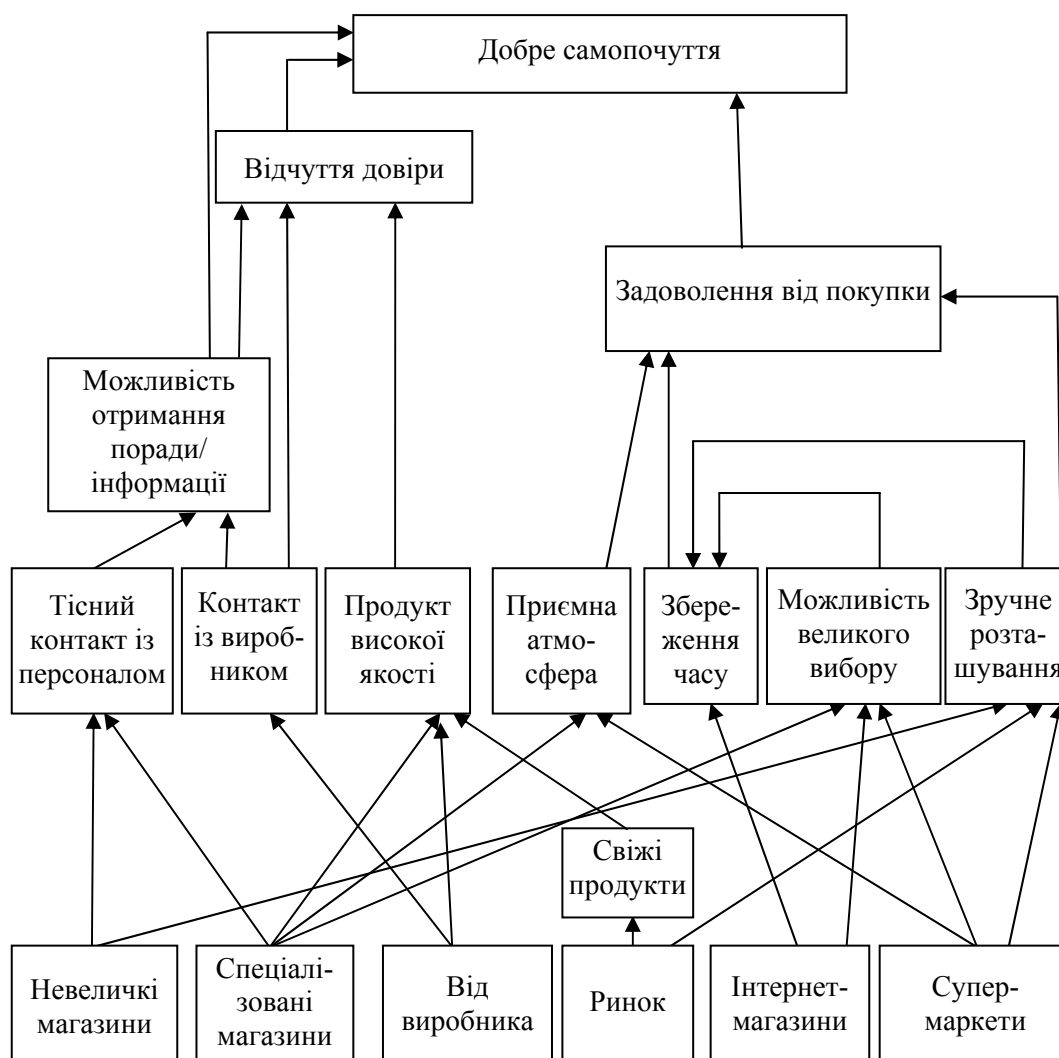 Добре самопочуття
Відчуття довіри
Задоволення від покупки
Можливість
отримання
поради/
інформації
Тісний
контакт із
персоналом
Контакт
із вироб-
ником
Продукт
високої
якості
Приємна
атмо-
сфера
Збере-
ження
часу
Можливість
великого
вибору
Зручне
розта-
шування
Свіжі
продукти
Невеличкі
магазини
Спеціалі-
зовані
магазини
Від
виробника
Ринок
Інтернет-
магазини
Супер-
маркети